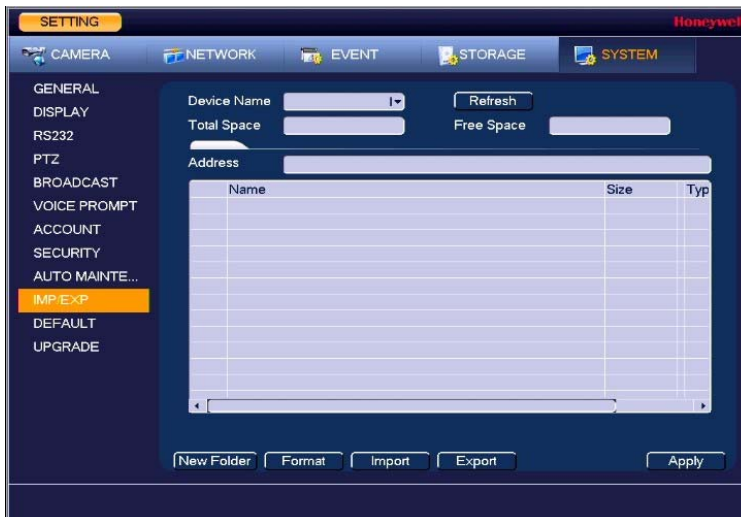 SETTING
Honeywell
CAMERA NETWORK EVENT STORAGE SYSTEM
GENERAL
DISPLAY
RS232
PTZ
BROADCAST
VOICE PROMPT
ACCOUNT
SECURITY
AUTO MAINTE...
IMP/EXP
DEFAULT
UPGRADE
Device Name Refresh
Total Space Free Space
Address
Name Size Typ
New Folder Format Import Export Apply